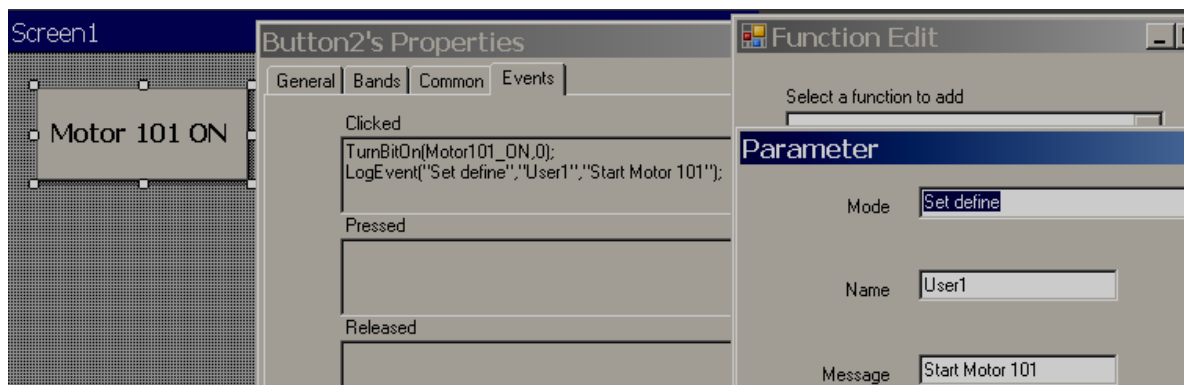 Screen1
Motor 101 ON
Button2's Properties
General Bands Common Events
Clicked
TurnBitOn(Motor101_ON,0);
LogEvent("Set define","User1","Start Motor 101");
Pressed
Released
Function Edit
Select a function to add
Parameter
Mode Set define
Name User1
Message Start Motor 101